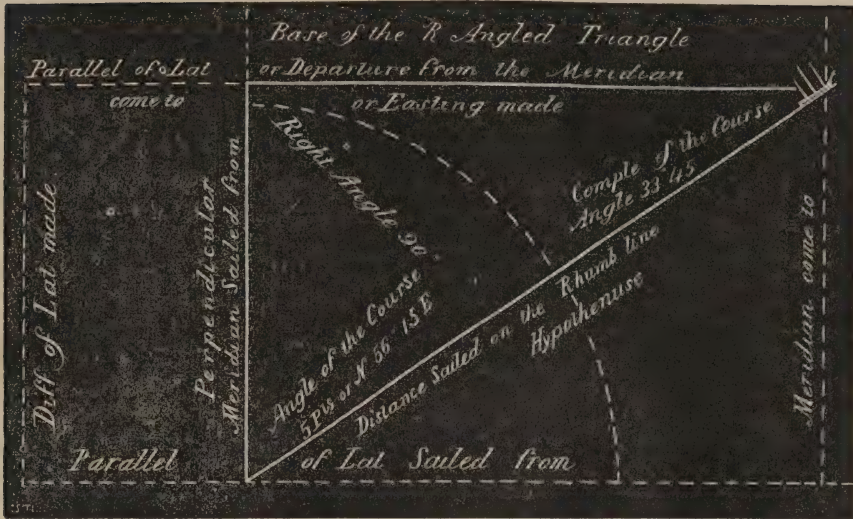 Base of the R Angled Triangle
Parallel of Lat
or Departure from the Meridian
come to
or Easting made
Right Angle 90
Comple of the Course
Angle 33 45
Diff of Lat made
Perpendicular
Meridian Sailed from
Angle of the Course
5 Pts or N 56 15 E
Distance Sailed on the Rhumb line
Hypothenuse
Meridian come to
Parallel of Lat Sailed from